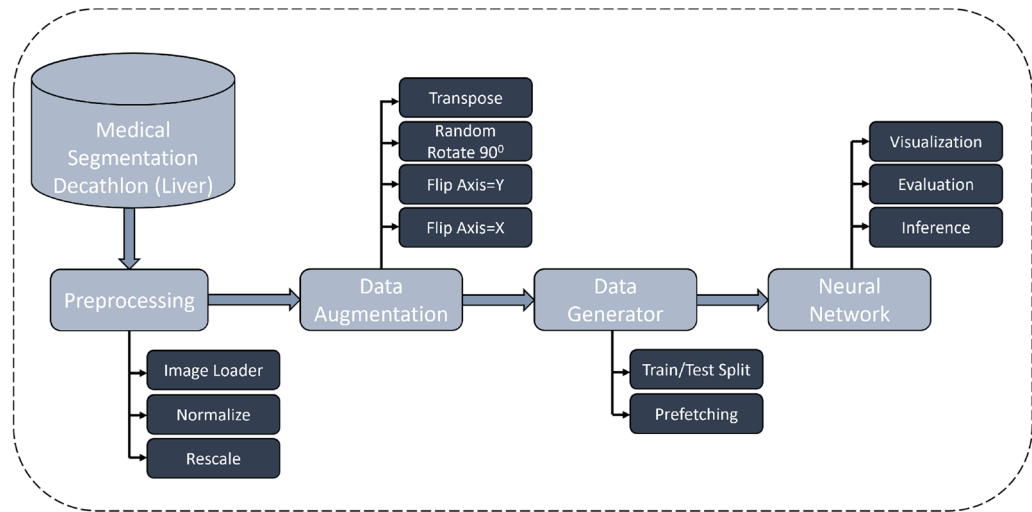 Medical
Segmentation
Decathlon (Liver)
Preprocessing
Image Loader
Normalize
Rescale
Data
Augmentation
Transpose
Random
Rotate 90⁰
Flip Axis=Y
Flip Axis=X
Data
Generator
Train/Test Split
Prefetching
Neural
Network
Visualization
Evaluation
Inference